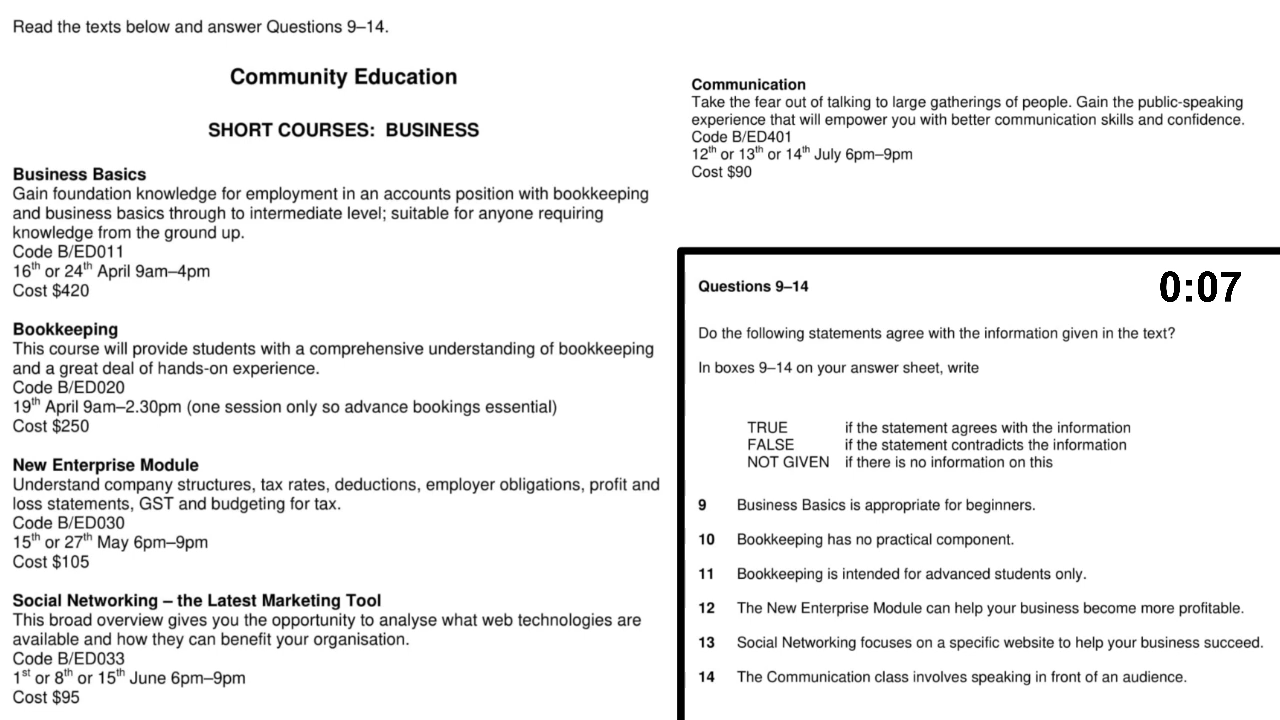 Read the texts below and answer Questions 9–14.
Community Education
SHORT COURSES: BUSINESS
Business Basics
Gain foundation knowledge for employment in an accounts position with bookkeeping
and business basics through to intermediate level; suitable for anyone requiring
knowledge from the ground up.
Code B/ED011
16th or 24th April 9am–4pm
Cost $420
Bookkeeping
This course will provide students with a comprehensive understanding of bookkeeping
and a great deal of hands-on experience.
Code B/ED020
19th April 9am–2.30pm (one session only so advance bookings essential)
Cost $250
New Enterprise Module
Understand company structures, tax rates, deductions, employer obligations, profit and
loss statements, GST and budgeting for tax.
Code B/ED030
15th or 27th May 6pm–9pm
Cost $105
Social Networking – the Latest Marketing Tool
This broad overview gives you the opportunity to analyse what web technologies are
available and how they can benefit your organisation.
Code B/ED033
1st or 8th or 15th June 6pm–9pm
Cost $95
Communication
Take the fear out of talking to large gatherings of people. Gain the public-speaking
experience that will empower you with better communication skills and confidence.
Code B/ED401
12th or 13th or 14th July 6pm–9pm
Cost $90
Questions 9–14
0:07
Do the following statements agree with the information given in the text?
In boxes 9–14 on your answer sheet, write
TRUE if the statement agrees with the information
FALSE if the statement contradicts the information
NOT GIVEN if there is no information on this
9 Business Basics is appropriate for beginners.
10 Bookkeeping has no practical component.
11 Bookkeeping is intended for advanced students only.
12 The New Enterprise Module can help your business become more profitable.
13 Social Networking focuses on a specific website to help your business succeed.
14 The Communication class involves speaking in front of an audience.